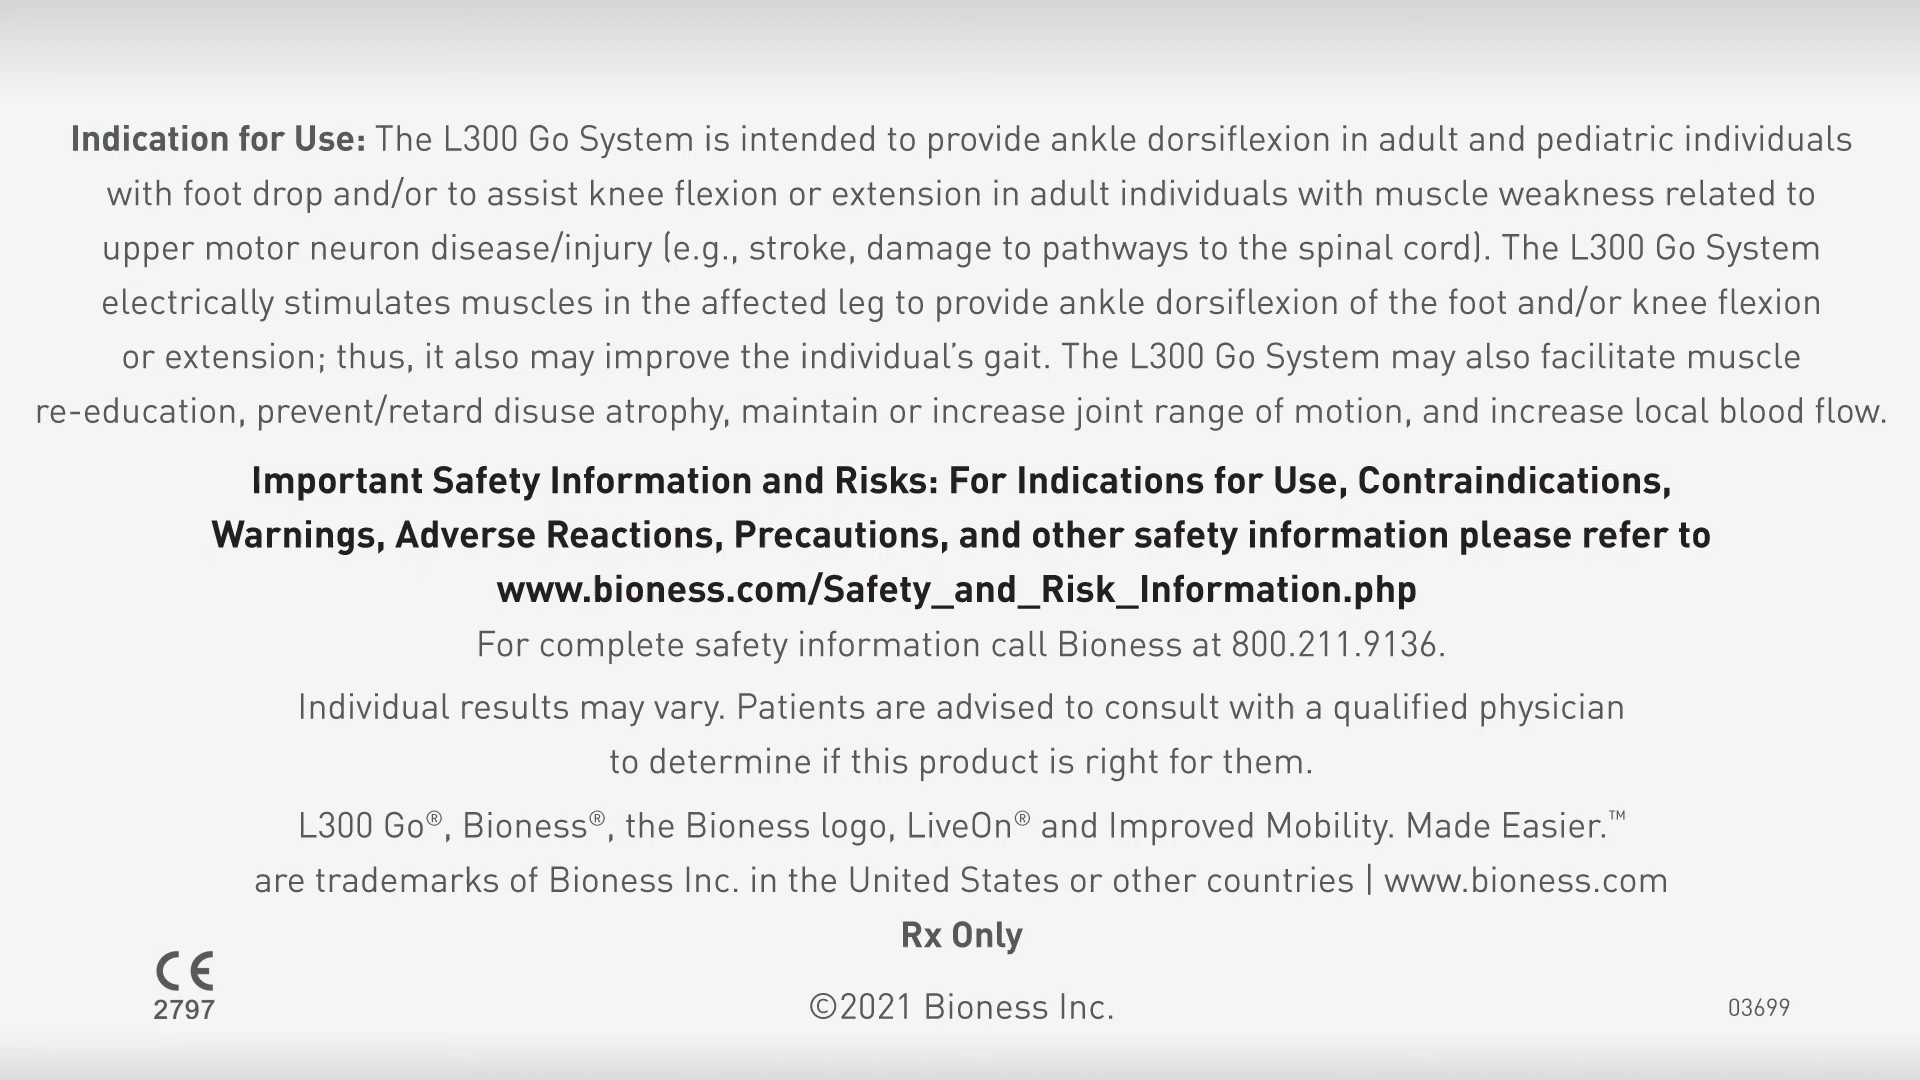 Indication for Use: The L300 Go System is intended to provide ankle dorsiflexion in adult and pediatric individuals
with foot drop and/or to assist knee flexion or extension in adult individuals with muscle weakness related to
upper motor neuron disease/injury (e.g., stroke, damage to pathways to the spinal cord). The L300 Go System
electrically stimulates muscles in the affected leg to provide ankle dorsiflexion of the foot and/or knee flexion
or extension; thus, it also may improve the individual’s gait. The L300 Go System may also facilitate muscle
re-education, prevent/retard disuse atrophy, maintain or increase joint range of motion, and increase local blood flow.
Important Safety Information and Risks: For Indications for Use, Contraindications,
Warnings, Adverse Reactions, Precautions, and other safety information please refer to
www.bioness.com/Safety_and_Risk_Information.php
For complete safety information call Bioness at 800.211.9136.
Individual results may vary. Patients are advised to consult with a qualified physician
to determine if this product is right for them.
L300 Go®, Bioness®, the Bioness logo, LiveOn® and Improved Mobility. Made Easier.™
are trademarks of Bioness Inc. in the United States or other countries | www.bioness.com
Rx Only
CE
2797
©2021 Bioness Inc.
03699